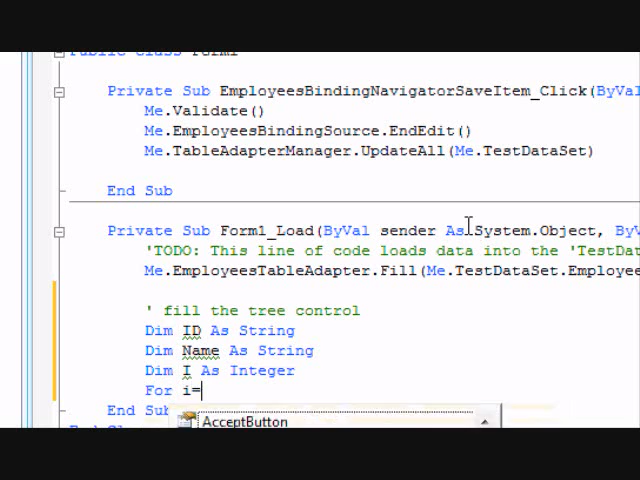 Public Class Form1
Private Sub EmployeesBindingNavigatorSaveItem_Click(ByVal
Me.Validate()
Me.EmployeesBindingSource.EndEdit()
Me.TableAdapterManager.UpdateAll(Me.TestDataSet)
End Sub
Private Sub Form1_Load(ByVal sender As System.Object, ByV
'TODO: This line of code loads data into the 'TestDat
Me.EmployeesTableAdapter.Fill(Me.TestDataSet.Employee
' fill the tree control
Dim ID As String
Dim Name As String
Dim I As Integer
For i=
End Sub
AcceptButton